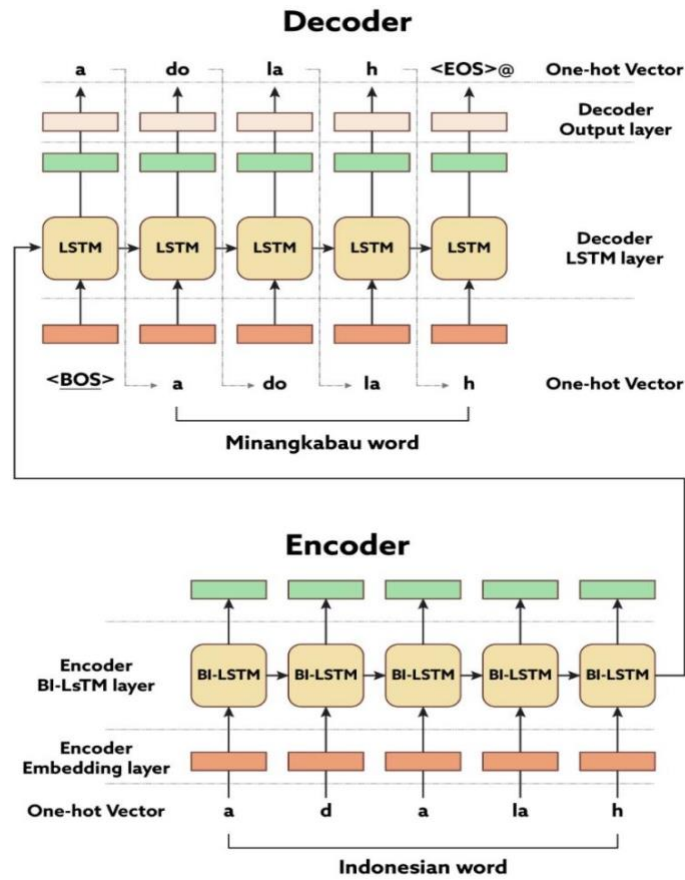 Decoder
a do la h <EOS>@ One-hot Vector
Decoder
Output layer
LSTM LSTM LSTM LSTM LSTM
Decoder
LSTM layer
<BOS> a do la h One-hot Vector
Minangkabau word
Encoder
Encoder
BI-LsTM layer
BI-LSTM BI-LSTM BI-LSTM BI-LSTM BI-LSTM
Encoder
Embedding layer
One-hot Vector a d a la h
Indonesian word